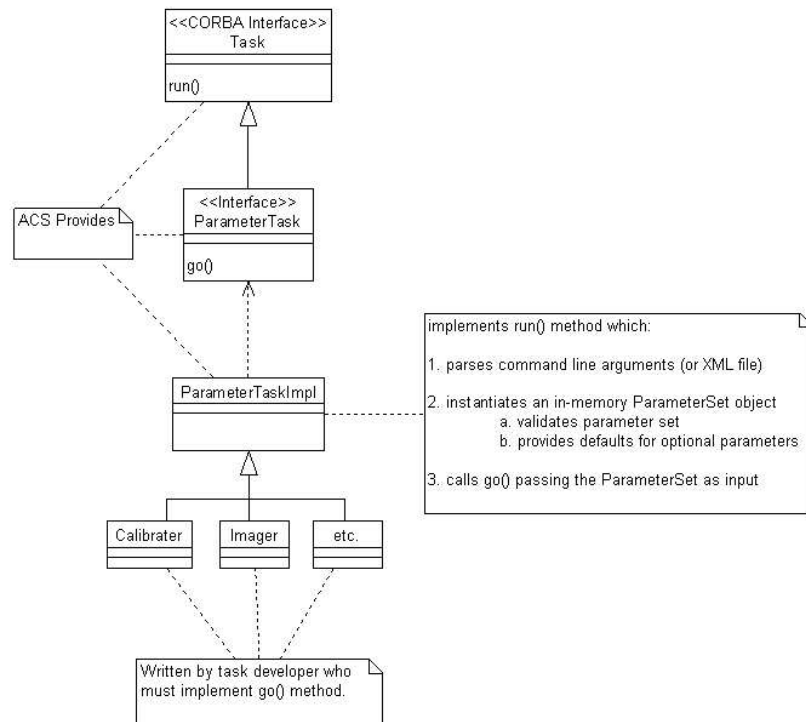 <<CORBA Interface>>
Task
run()
<<Interface>>
ParameterTask
go()
ACS Provides
ParameterTaskImpl
implements run() method which:
1. parses command line arguments (or XML file)
2. instantiates an in-memory ParameterSet object
a. validates parameter set
b. provides defaults for optional parameters
3. calls go() passing the ParameterSet as input
Calibrater
Imager
etc.
Written by task developer who
must implement go() method.